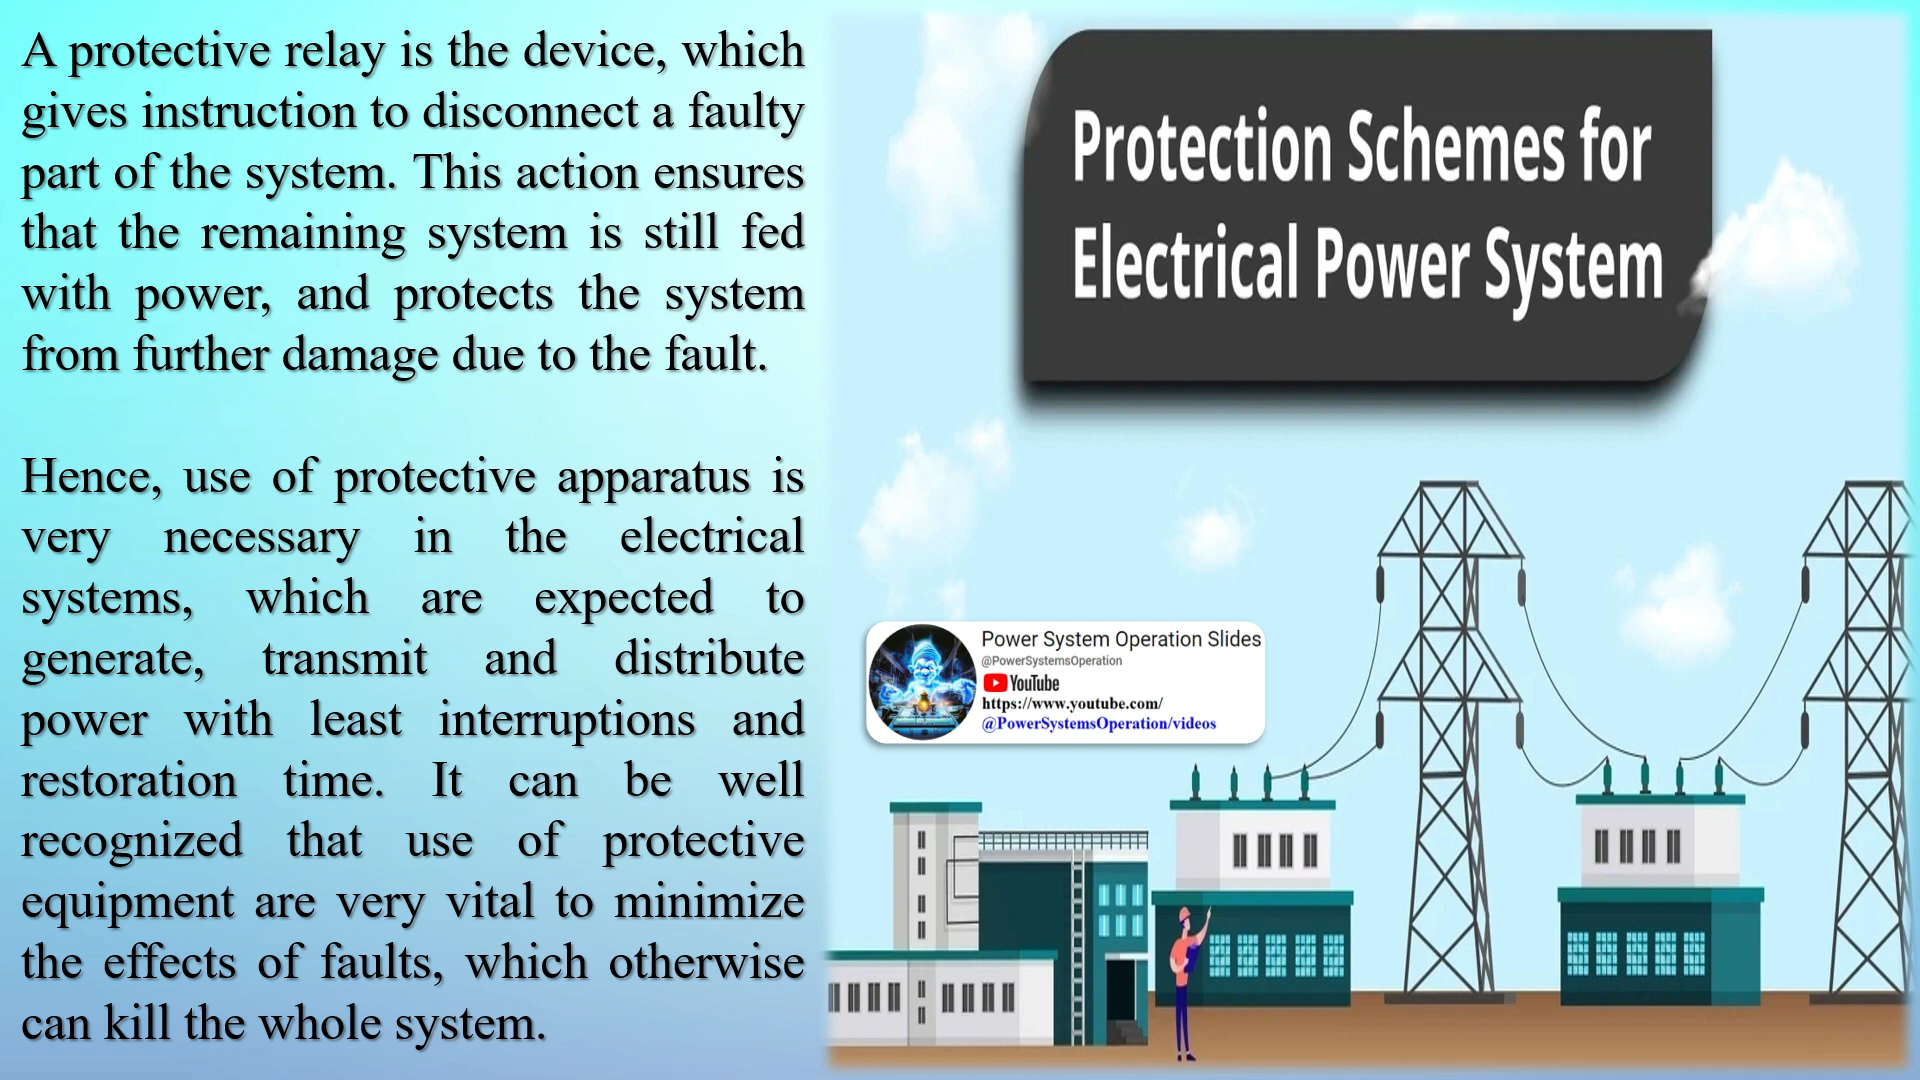 A protective relay is the device, which
gives instruction to disconnect a faulty
part of the system. This action ensures
that the remaining system is still fed
with power, and protects the system
from further damage due to the fault.
Hence, use of protective apparatus is
very necessary in the electrical
systems, which are expected to
generate, transmit and distribute
power with least interruptions and
restoration time. It can be well
recognized that use of protective
equipment are very vital to minimize
the effects of faults, which otherwise
can kill the whole system.
Protection Schemes for
Electrical Power System
Power System Operation Slides
@PowerSystemsOperation
YouTube
https://www.youtube.com/
@PowerSystemsOperation/videos